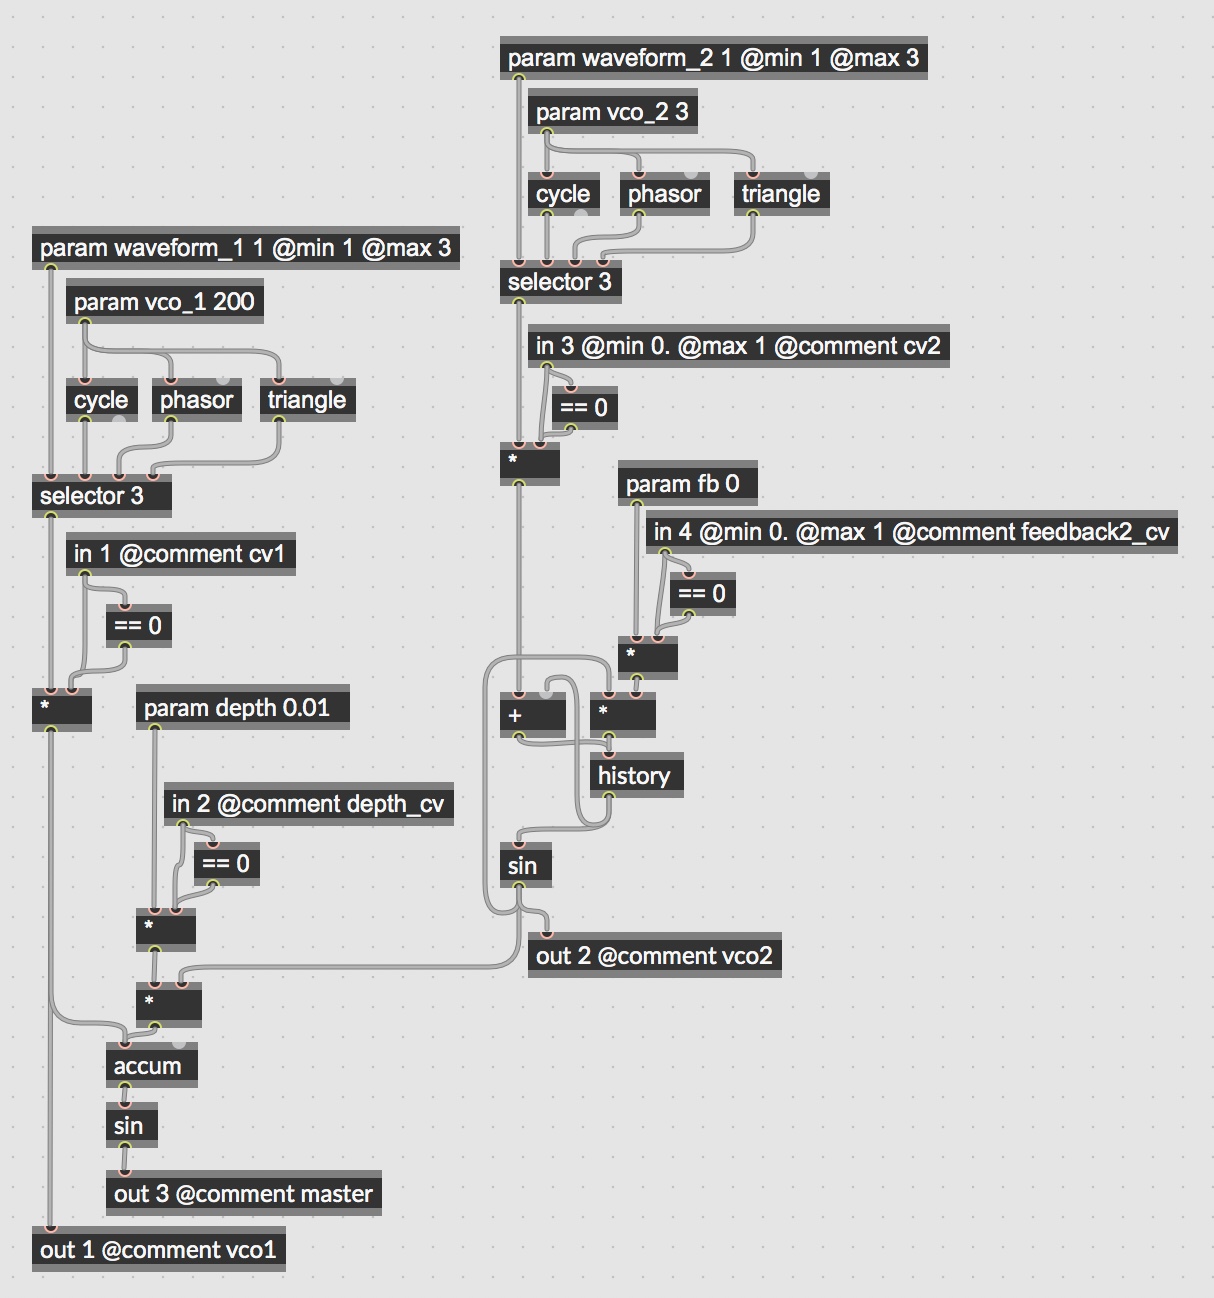 param waveform_2 1 @min 1 @max 3
param vco_2 3
cycle
phasor
triangle
selector 3
in 3 @min 0. @max 1 @comment cv2
== 0
*
param fb 0
in 4 @min 0. @max 1 @comment feedback2_cv
== 0
*
+
*
history
sin
out 2 @comment vco2
param waveform_1 1 @min 1 @max 3
param vco_1 200
cycle
phasor
triangle
selector 3
in 1 @comment cv1
== 0
*
param depth 0.01
in 2 @comment depth_cv
== 0
*
*
accum
sin
out 3 @comment master
out 1 @comment vco1